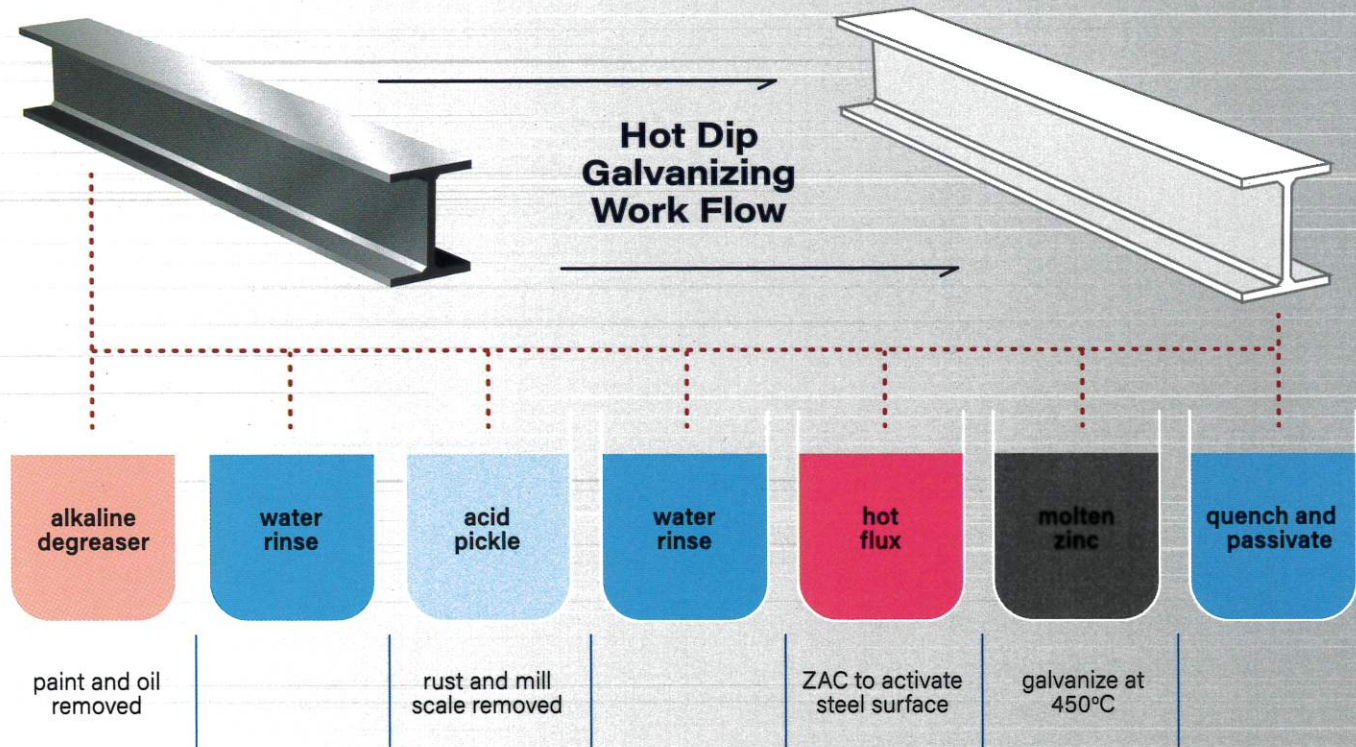 Hot Dip
Galvanizing
Work Flow
alkaline
degreaser
water
rinse
acid
pickle
water
rinse
hot
flux
molten
zinc
quench and
passivate
paint and oil
removed
rust and mill
scale removed
ZAC to activate
steel surface
galvanize at
450ºC